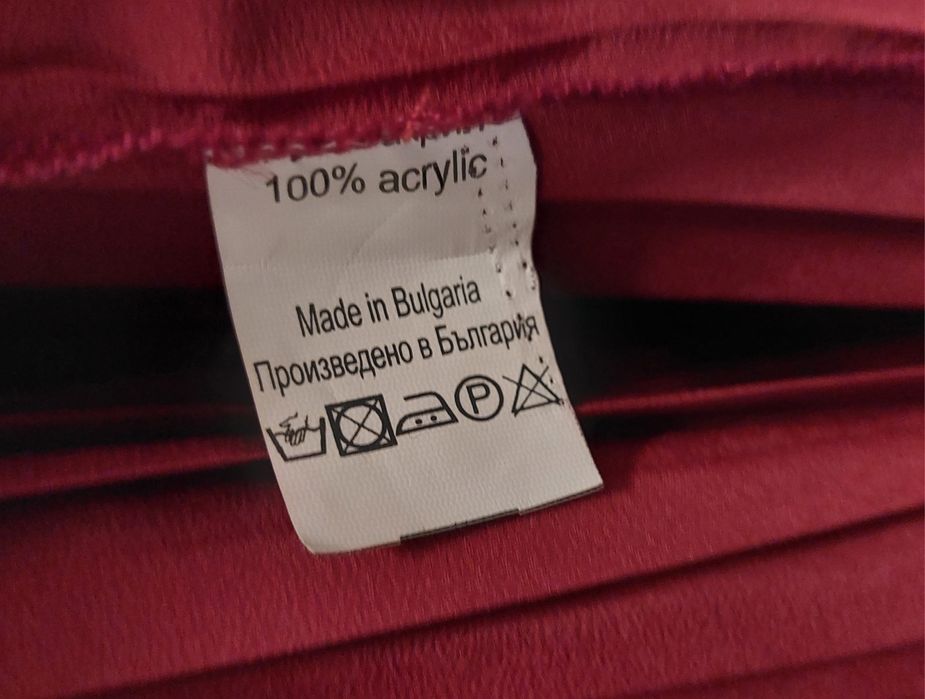 100% acrylic
Made in Bulgaria
Произведено в България
P